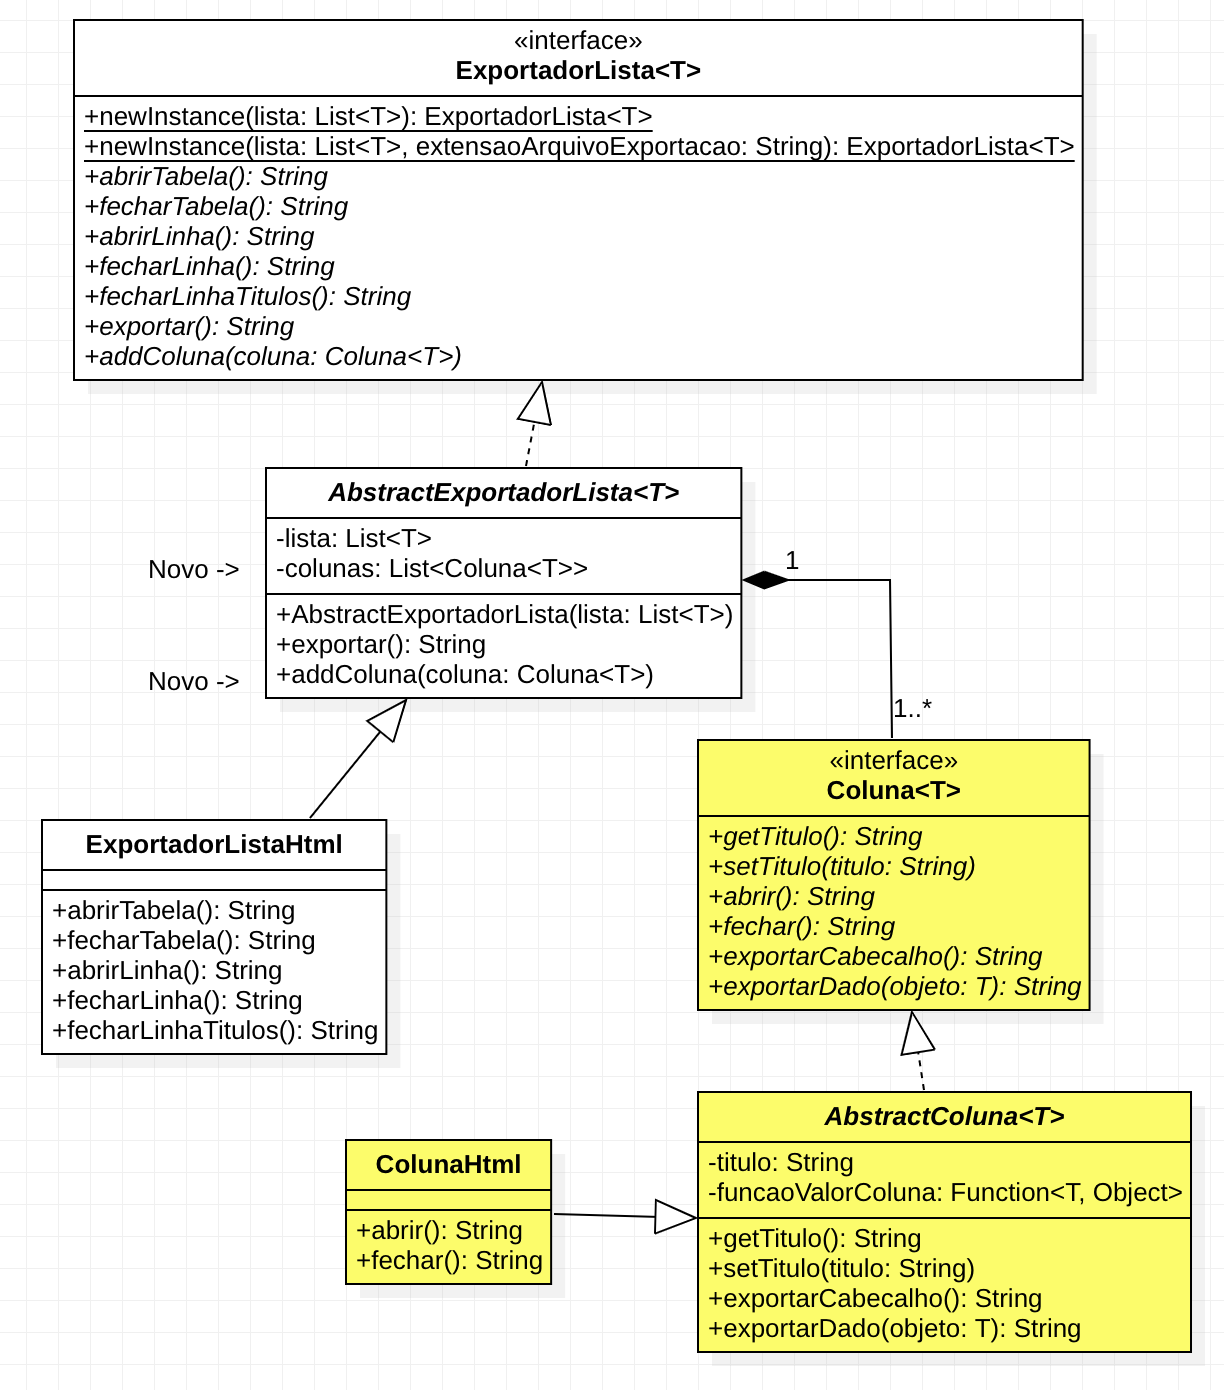 «interface»
ExportadorLista<T>
+newInstance(lista: List<T>): ExportadorLista<T>
+newInstance(lista: List<T>, extensaoArquivoExportacao: String): ExportadorLista<T>
+abrirTabela(): String
+fecharTabela(): String
+abrirLinha(): String
+fecharLinha(): String
+fecharLinhaTitulos(): String
+exportar(): String
+addColuna(coluna: Coluna<T>)
AbstractExportadorLista<T>
-lista: List<T>
-colunas: List<Coluna<T>>
+AbstractExportadorLista(lista: List<T>)
+exportar(): String
+addColuna(coluna: Coluna<T>)
Novo ->
Novo ->
1
1..*
«interface»
Coluna<T>
+getTitulo(): String
+setTitulo(titulo: String)
+abrir(): String
+fechar(): String
+exportarCabecalho(): String
+exportarDado(objeto: T): String
ExportadorListaHtml
+abrirTabela(): String
+fecharTabela(): String
+abrirLinha(): String
+fecharLinha(): String
+fecharLinhaTitulos(): String
ColunaHtml
+abrir(): String
+fechar(): String
AbstractColuna<T>
-titulo: String
-funcaoValorColuna: Function<T, Object>
+getTitulo(): String
+setTitulo(titulo: String)
+exportarCabecalho(): String
+exportarDado(objeto: T): String